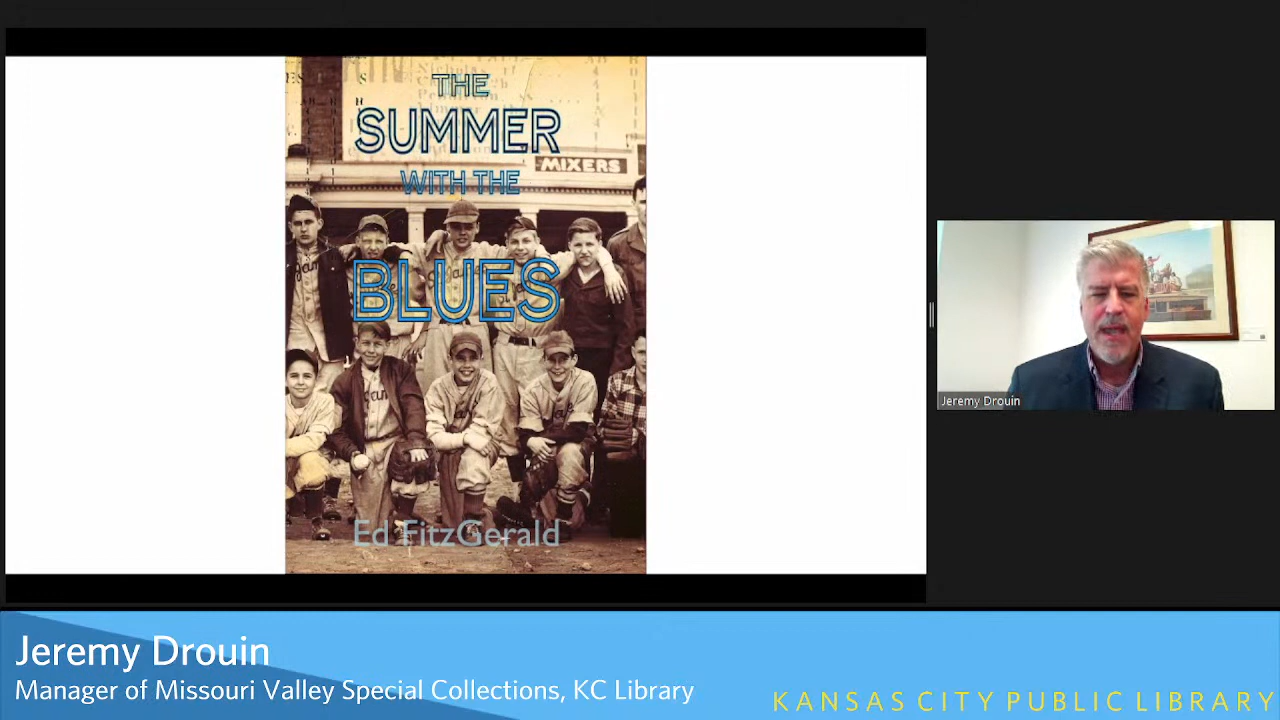 THE
SUMMER
MIXERS
WITH THE
BLUES
Ed FitzGerald
Jeremy Drouin
Jeremy Drouin
Manager of Missouri Valley Special Collections, KC Library
KANSAS CITY PUBLIC LIBRARY